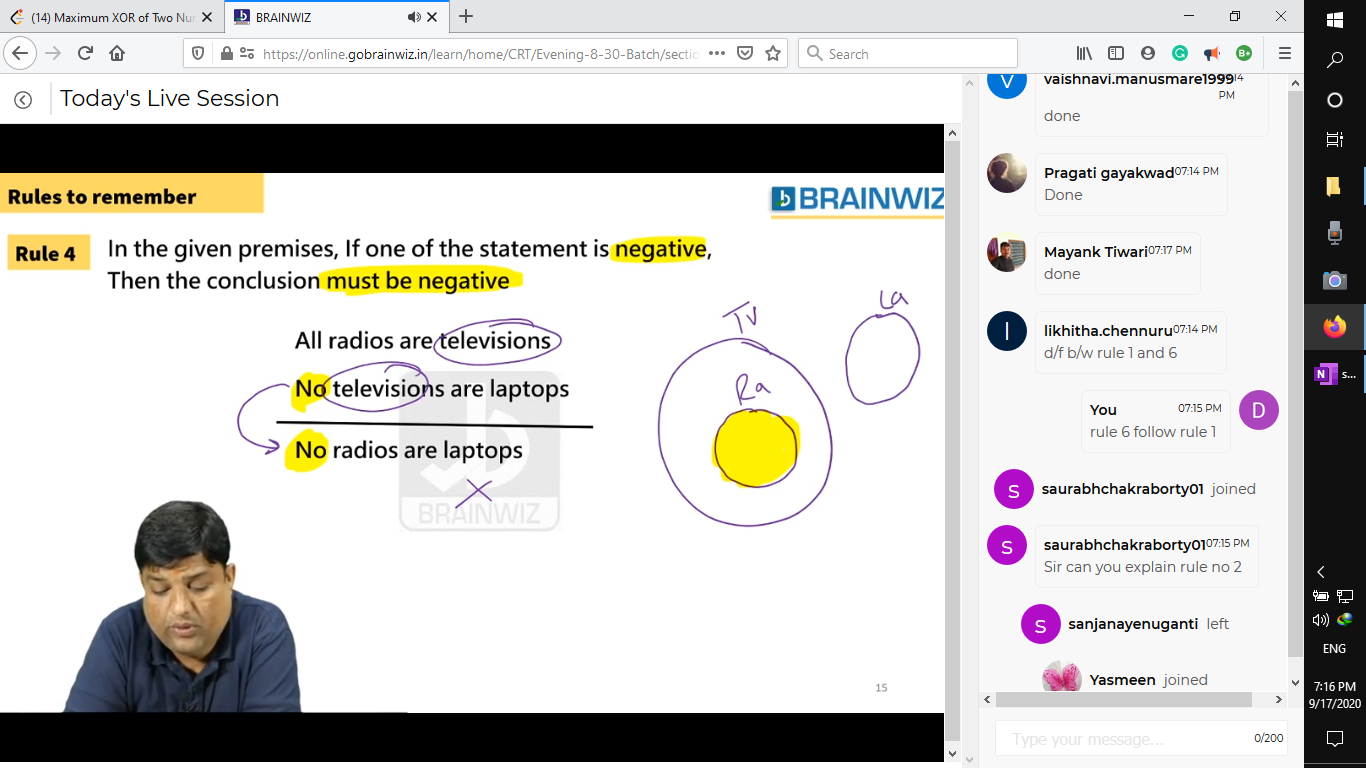 (14) Maximum XOR of Two Nu
BRAINWIZ
https://online.gobrainwiz.in/learn/home/CRT/Evening-8-30-Batch/sectio
Search
Today's Live Session
Rules to remember
BRAINWIZ
Rule 4
In the given premises, If one of the statement is negative,
Then the conclusion must be negative
All radios are televisions
No televisions are laptops
No radios are laptops
BRAINWIZ
TV
Ra
La
15
V
vaishnavi.manusmare1999
PM
done
Pragati gayakwad 07:14 PM
Done
Mayank Tiwari 07:17 PM
done
l
likhitha.chennuru 07:14 PM
d/f b/w rule 1 and 6
You 07:15 PM
D
rule 6 follow rule 1
s
saurabhchakraborty01 joined
s
saurabhchakraborty01 07:15 PM
Sir can you explain rule no 2
s
sanjanayenuganti left
Yasmeen joined
Type your message...
0/200
B+
N
s...
ENG
7:16 PM
9/17/2020